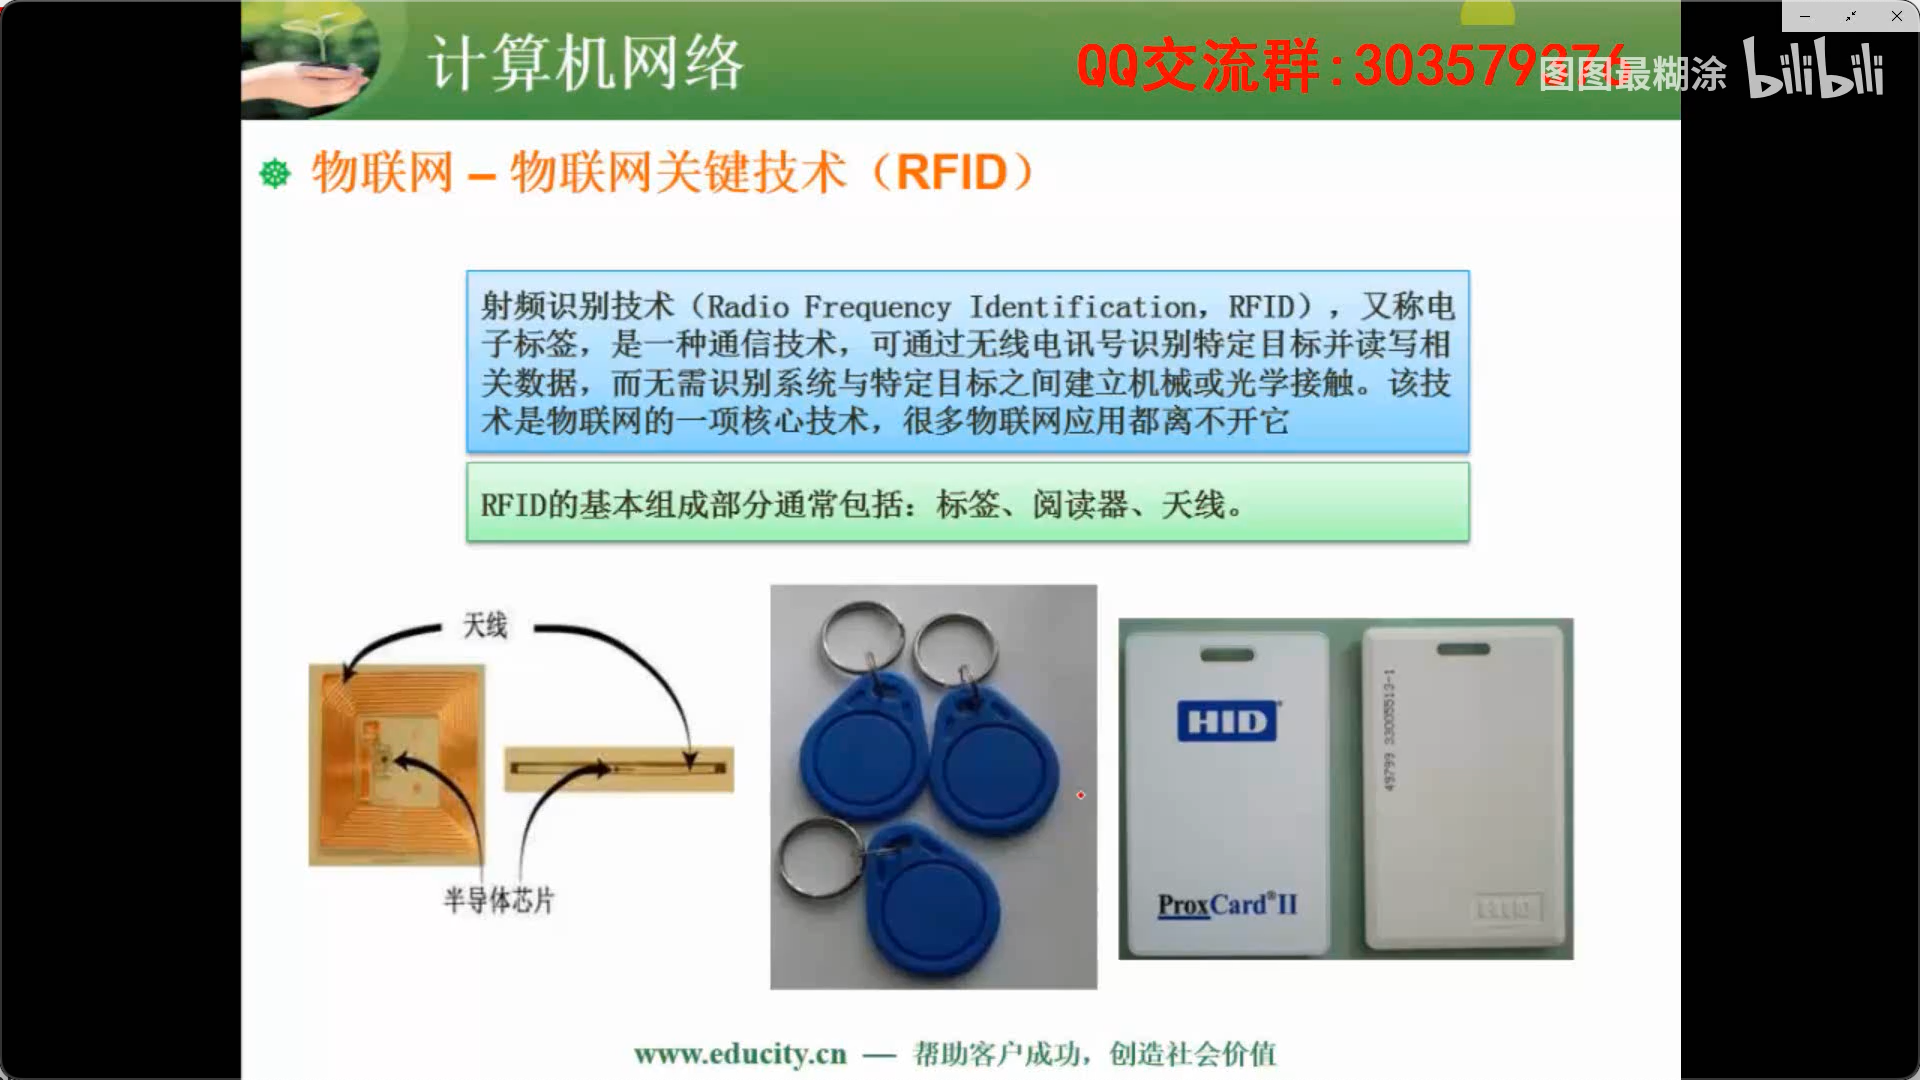 计算机网络
QQ交流群:303579276
图图最糊涂 bilibili
物联网 – 物联网关键技术（RFID）
射频识别技术（Radio Frequency Identification，RFID），又称电
子标签，是一种通信技术，可通过无线电讯号识别特定目标并读写相
关数据，而无需识别系统与特定目标之间建立机械或光学接触。该技
术是物联网的一项核心技术，很多物联网应用都离不开它
RFID的基本组成部分通常包括：标签、阅读器、天线。
天线
半导体芯片
HID
ProxCard®II
49799 33005513-1
HID
www.educity.cn — 帮助客户成功，创造社会价值